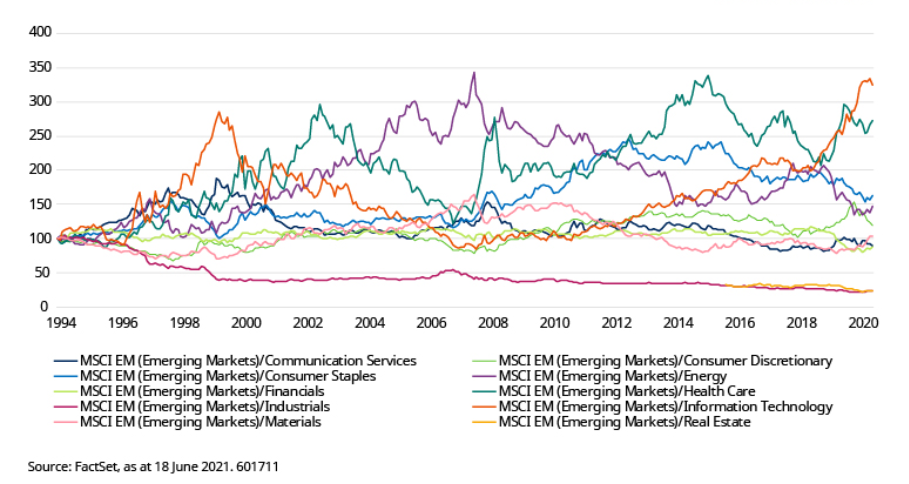 400
350
300
250
200
150
100
50
0
1994 1996 1998 2000 2002 2004 2006 2008 2010 2012 2014 2016 2018 2020
MSCI EM (Emerging Markets)/Communication Services MSCI EM (Emerging Markets)/Consumer Discretionary
MSCI EM (Emerging Markets)/Consumer Staples MSCI EM (Emerging Markets)/Energy
MSCI EM (Emerging Markets)/Financials MSCI EM (Emerging Markets)/Health Care
MSCI EM (Emerging Markets)/Industrials MSCI EM (Emerging Markets)/Information Technology
MSCI EM (Emerging Markets)/Materials MSCI EM (Emerging Markets)/Real Estate
Source: FactSet, as at 18 June 2021. 601711